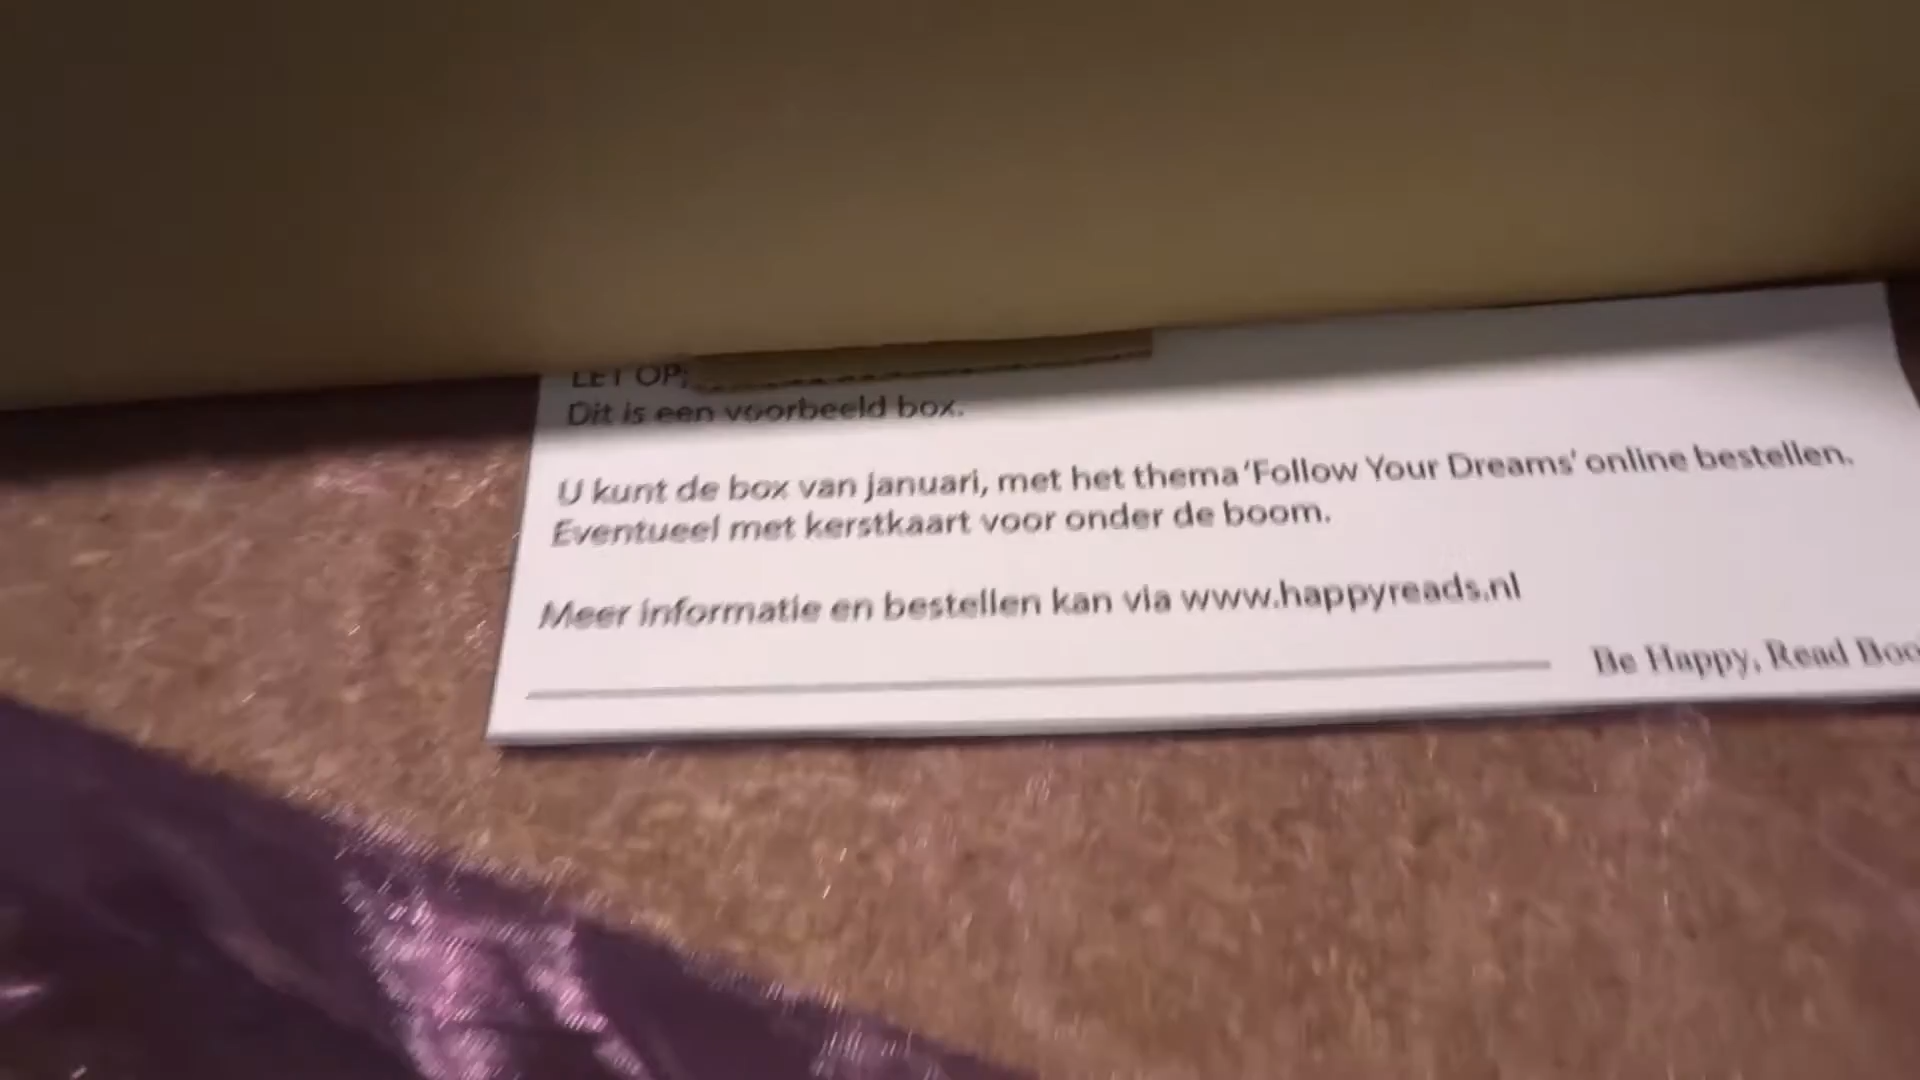 LET OP;
Dit is een voorbeeld box.
U kunt de box van januari, met het thema 'Follow Your Dreams' online bestellen.
Eventueel met kerstkaart voor onder de boom.
Meer informatie en bestellen kan via www.happyreads.nl
Be Happy, Read Boo